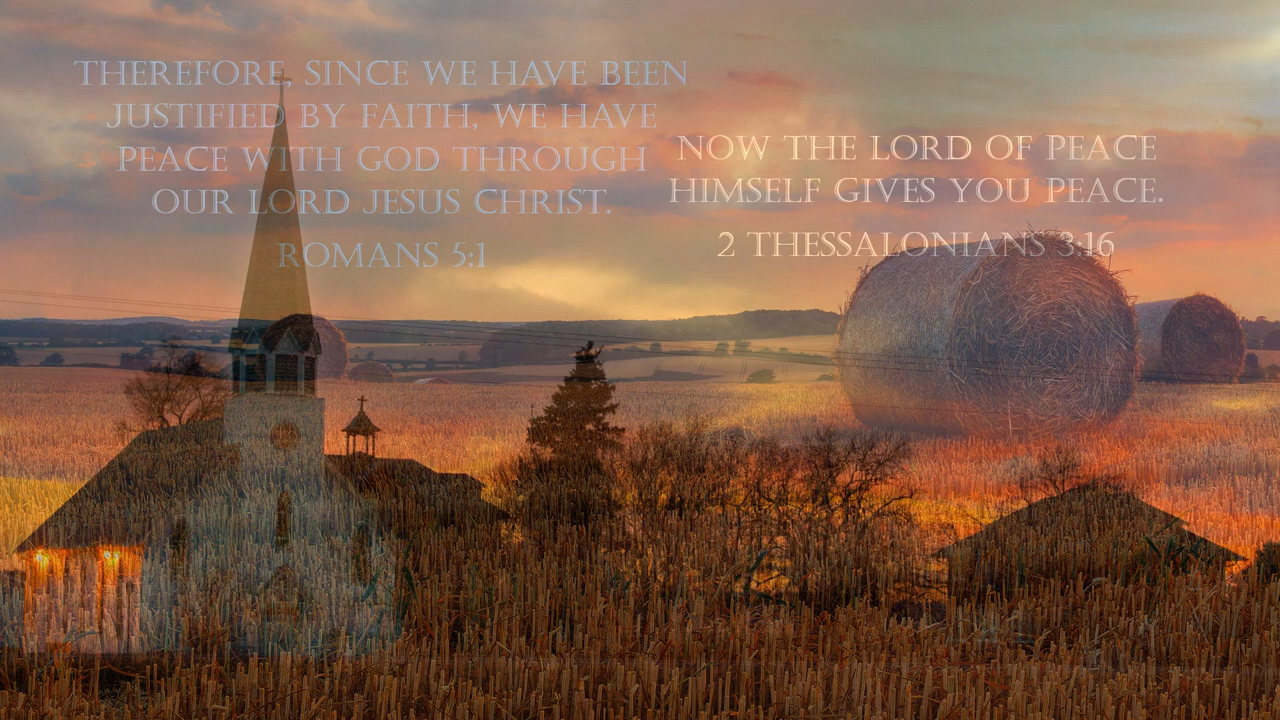 THEREFORE, SINCE WE HAVE BEEN
JUSTIFIED BY FAITH, WE HAVE
PEACE WITH GOD THROUGH
OUR LORD JESUS CHRIST.
ROMANS 5:1
NOW THE LORD OF PEACE
HIMSELF GIVES YOU PEACE.
2 THESSALONIANS 3:16